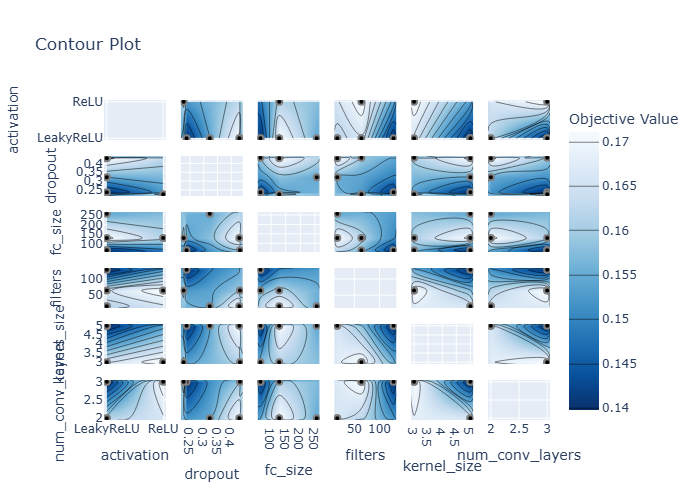 Contour Plot
Objective Value
activation
ReLU
LeakyReLU
dropout
0.4
0.35
0.3
0.25
fc_size
250
200
150
100
filters
100
50
kernel_size
5
4.5
4
3.5
3
num_conv_layers
3
2.5
2
0.17
0.165
0.16
0.155
0.15
0.145
0.14
LeakyReLU ReLU
0.25 0.3 0.35 0.4
100 150 200 250
50 100
3 3.5 4 4.5 5
2 2.5 3
activation dropout fc_size filters kernel_size num_conv_layers